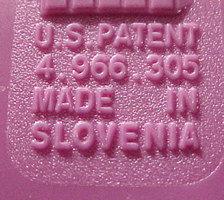 U.S.PATENT
4.966.305
MADE IN
SLOVENIA